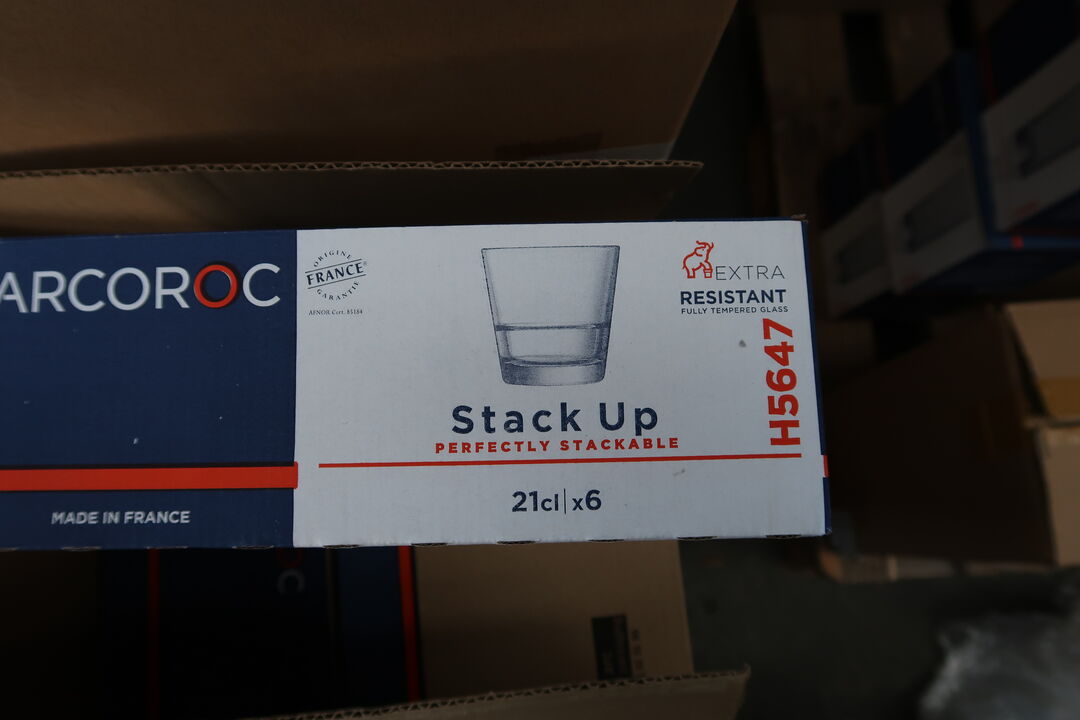 ARCOROC
MADE IN FRANCE
ORIGINE
FRANCE®
GARANTIE
AFNOR Cert. 85184
EXTRA
RESISTANT
FULLY TEMPERED GLASS
H5647
Stack Up
PERFECTLY STACKABLE
21cl|x6